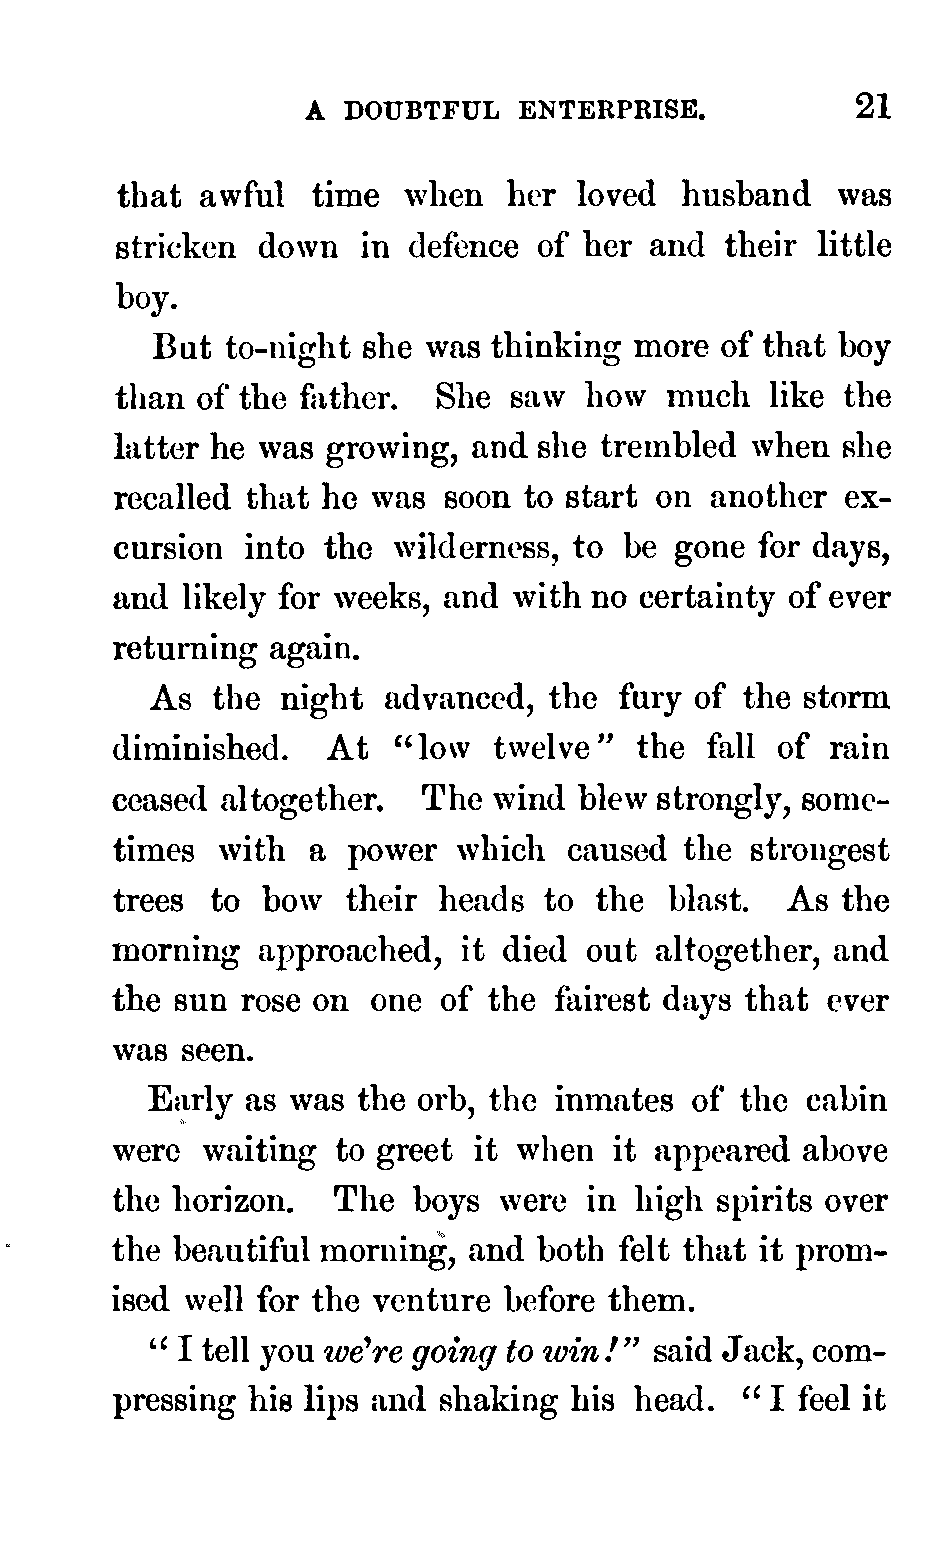 A DOUBTFUL ENTERPRISE. 21
that awful time when her loved husband was
stricken down in defence of her and their little
boy.
But to-night she was thinking more of that boy
than of the father. She saw how much like the
latter he was growing, and she trembled when she
recalled that he was soon to start on another ex-
cursion into the wilderness, to be gone for days,
and likely for weeks, and with no certainty of ever
returning again.
As the night advanced, the fury of the storm
diminished. At "low twelve" the fall of rain
ceased altogether. The wind blew strongly, some-
times with a power which caused the strongest
trees to bow their heads to the blast. As the
morning approached, it died out altogether, and
the sun rose on one of the fairest days that ever
was seen.
Early as was the orb, the inmates of the cabin
were waiting to greet it when it appeared above
the horizon. The boys were in high spirits over
the beautiful morning, and both felt that it prom-
ised well for the venture before them.
"I tell you we're going to win!" said Jack, com-
pressing his lips and shaking his head. "I feel it